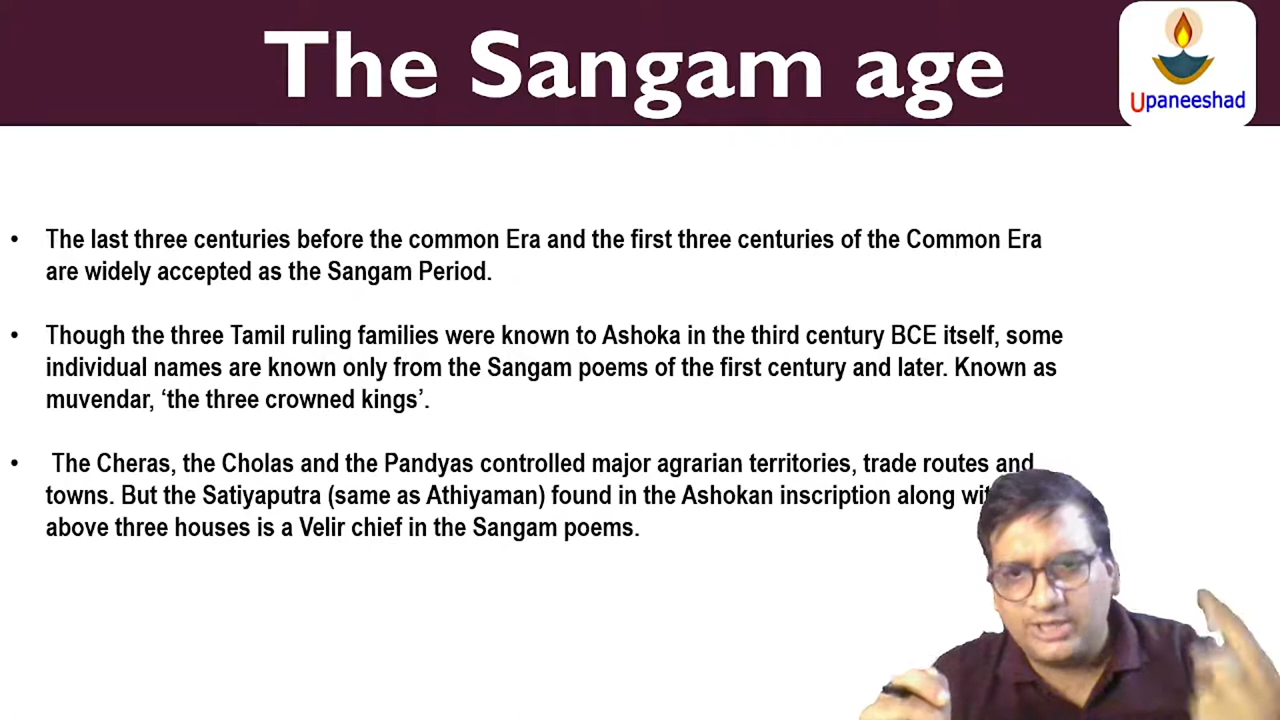 The Sangam age
Upaneeshad
• The last three centuries before the common Era and the first three centuries of the Common Era
are widely accepted as the Sangam Period.
• Though the three Tamil ruling families were known to Ashoka in the third century BCE itself, some
individual names are known only from the Sangam poems of the first century and later. Known as
muvendar, ‘the three crowned kings’.
• The Cheras, the Cholas and the Pandyas controlled major agrarian territories, trade routes and
towns. But the Satiyaputra (same as Athiyaman) found in the Ashokan inscription along
above three houses is a Velir chief in the Sangam poems.